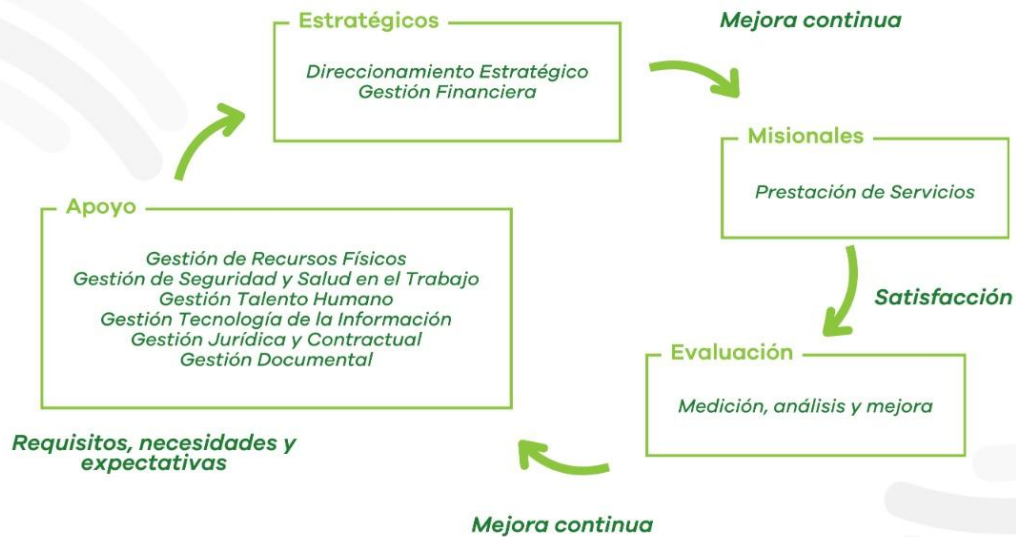 Estratégicos
Direccionamiento Estratégico
Gestión Financiera
Mejora continua
Misionales
Prestación de Servicios
Satisfacción
Evaluación
Medición, análisis y mejora
Mejora continua
Apoyo
Gestión de Recursos Físicos
Gestión de Seguridad y Salud en el Trabajo
Gestión Talento Humano
Gestión Tecnología de la Información
Gestión Jurídica y Contractual
Gestión Documental
Requisitos, necesidades y
expectativas